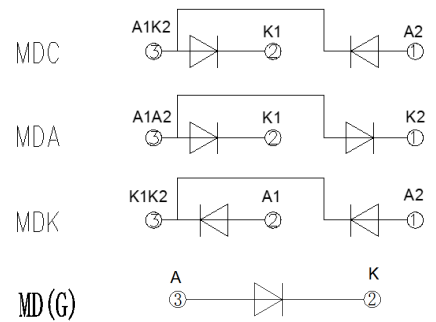 A1K2 K1 A2
MDC ③ ② ①
A1A2 K1 K2
MDA ③ ② ①
K1K2 A1 A2
MDK ③ ② ①
A K
MD(G) ③ ②